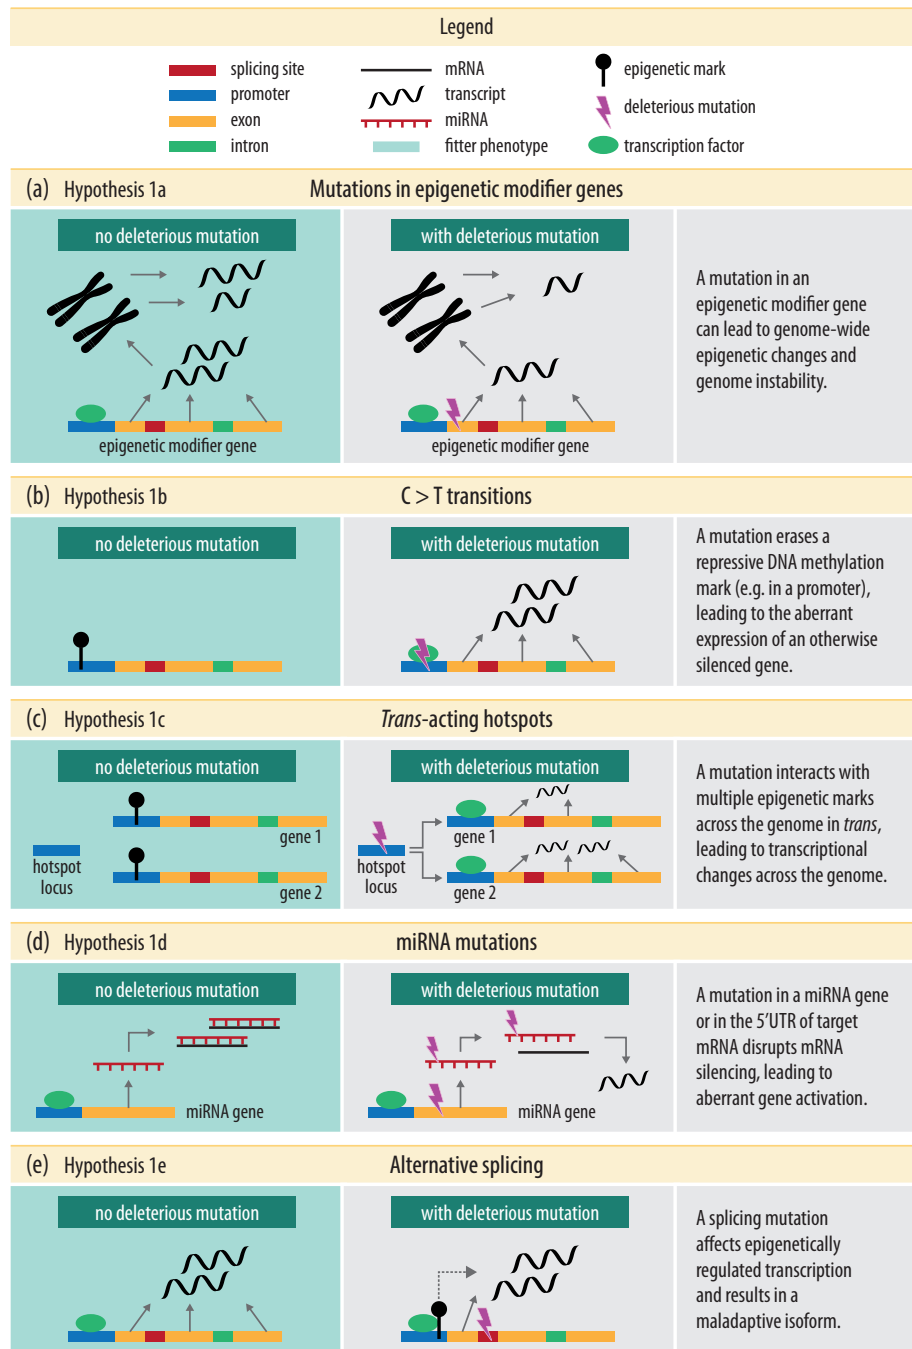 Legend
splicing site
promoter
exon
intron
mRNA
transcript
miRNA
fitter phenotype
epigenetic mark
deleterious mutation
transcription factor
(a) Hypothesis 1a Mutations in epigenetic modifier genes
no deleterious mutation
epigenetic modifier gene
with deleterious mutation
epigenetic modifier gene
A mutation in an
epigenetic modifier gene
can lead to genome-wide
epigenetic changes and
genome instability.
(b) Hypothesis 1b C > T transitions
no deleterious mutation
with deleterious mutation
A mutation erases a
repressive DNA methylation
mark (e.g. in a promoter),
leading to the aberrant
expression of an otherwise
silenced gene.
(c) Hypothesis 1c Trans-acting hotspots
no deleterious mutation
gene 1
hotspot
locus
gene 2
with deleterious mutation
gene 1
hotspot
locus
gene 2
A mutation interacts with
multiple epigenetic marks
across the genome in trans,
leading to transcriptional
changes across the genome.
(d) Hypothesis 1d miRNA mutations
no deleterious mutation
miRNA gene
with deleterious mutation
miRNA gene
A mutation in a miRNA gene
or in the 5′UTR of target
mRNA disrupts mRNA
silencing, leading to
aberrant gene activation.
(e) Hypothesis 1e Alternative splicing
no deleterious mutation
with deleterious mutation
A splicing mutation
affects epigenetically
regulated transcription
and results in a
maladaptive isoform.